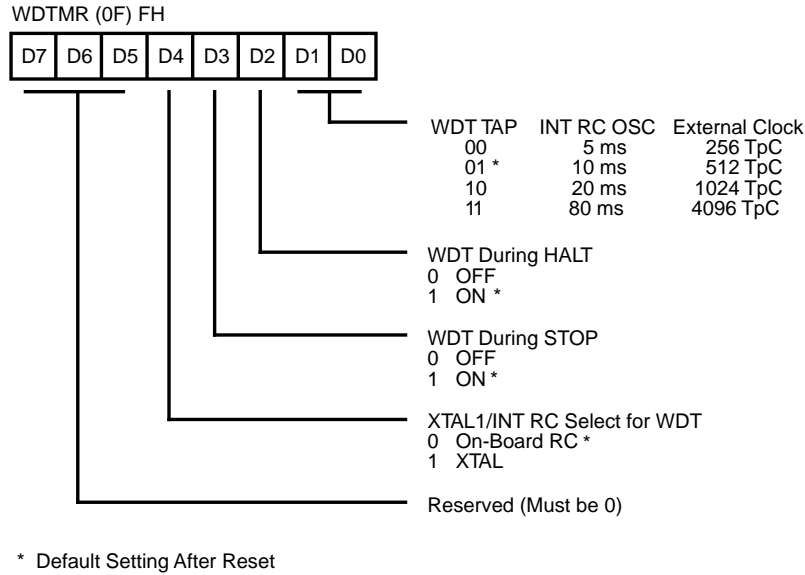 WDTMR (0F) FH
D7 D6 D5 D4 D3 D2 D1 D0
WDT TAP INT RC OSC External Clock
00 5 ms 256 TpC
01 * 10 ms 512 TpC
10 20 ms 1024 TpC
11 80 ms 4096 TpC
WDT During HALT
0 OFF
1 ON *
WDT During STOP
0 OFF
1 ON *
XTAL1/INT RC Select for WDT
0 On-Board RC *
1 XTAL
Reserved (Must be 0)
* Default Setting After Reset